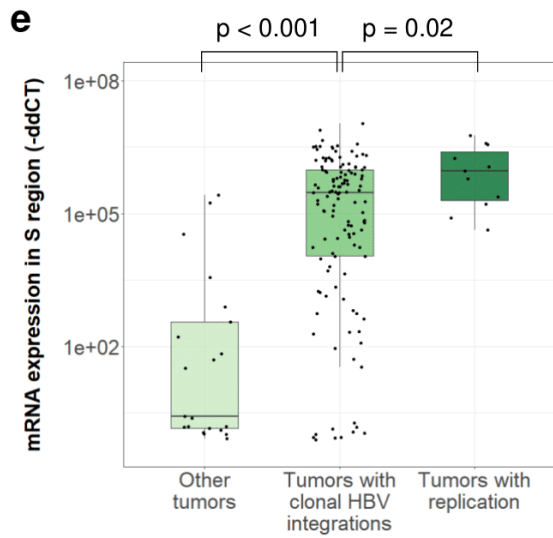 e
p < 0.001
p = 0.02
mRNA expression in S region (-ddCT)
1e+08
1e+05
1e+02
Other
tumors
Tumors with
clonal HBV
integrations
Tumors with
replication